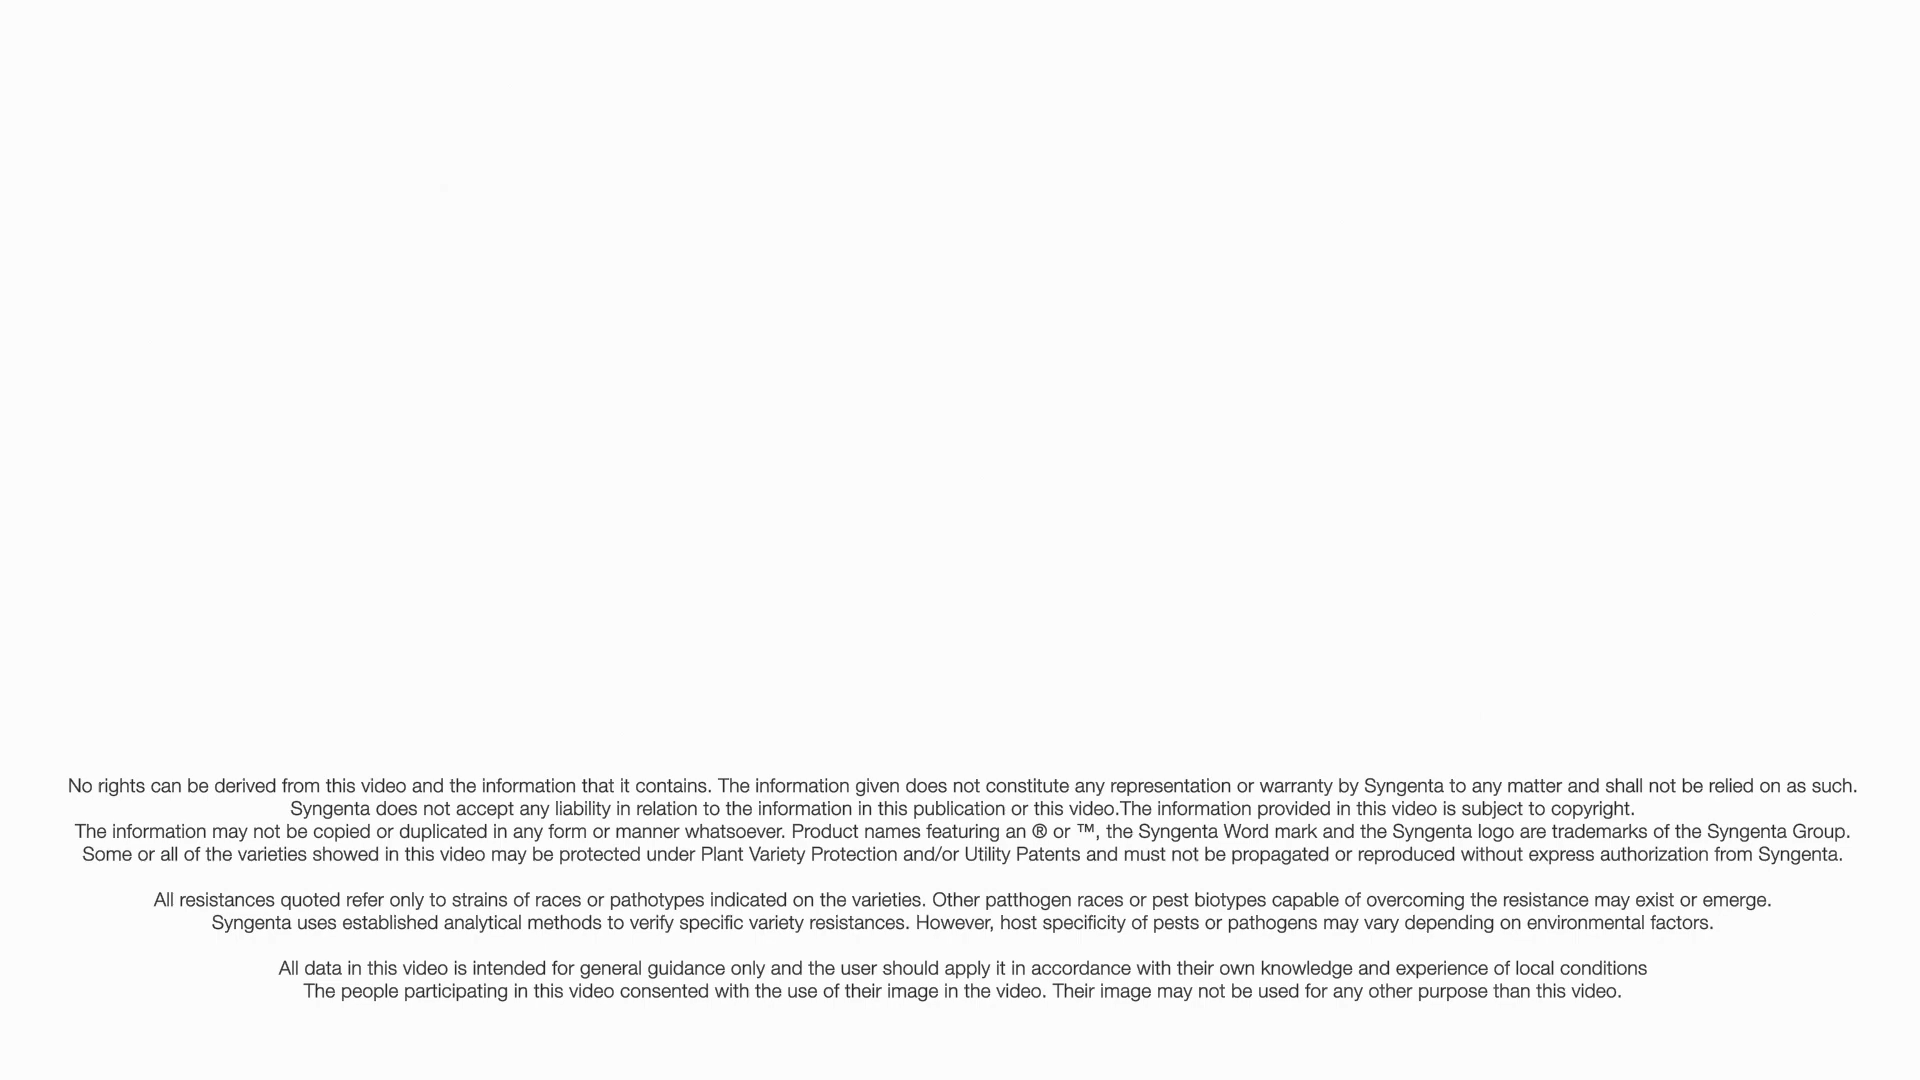 No rights can be derived from this video and the information that it contains. The information given does not constitute any representation or warranty by Syngenta to any matter and shall not be relied on as such.
Syngenta does not accept any liability in relation to the information in this publication or this video.The information provided in this video is subject to copyright.
The information may not be copied or duplicated in any form or manner whatsoever. Product names featuring an ® or ™, the Syngenta Word mark and the Syngenta logo are trademarks of the Syngenta Group.
Some or all of the varieties showed in this video may be protected under Plant Variety Protection and/or Utility Patents and must not be propagated or reproduced without express authorization from Syngenta.
All resistances quoted refer only to strains of races or pathotypes indicated on the varieties. Other patthogen races or pest biotypes capable of overcoming the resistance may exist or emerge.
Syngenta uses established analytical methods to verify specific variety resistances. However, host specificity of pests or pathogens may vary depending on environmental factors.
All data in this video is intended for general guidance only and the user should apply it in accordance with their own knowledge and experience of local conditions
The people participating in this video consented with the use of their image in the video. Their image may not be used for any other purpose than this video.